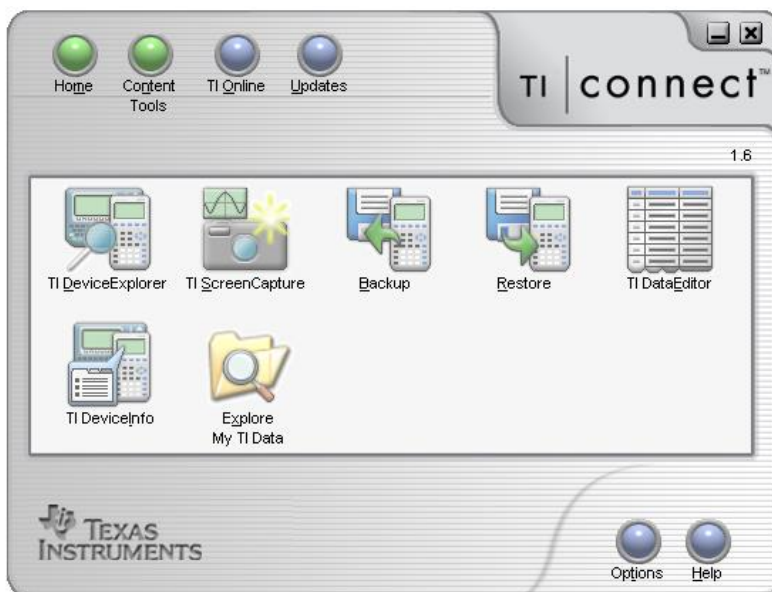 Home
Content
Tools
TI Online
Updates
TI connect™
1.6
TI DeviceExplorer
TI ScreenCapture
Backup
Restore
TI DataEditor
TI DeviceInfo
Explore
My TI Data
TEXAS
INSTRUMENTS
Options
Help